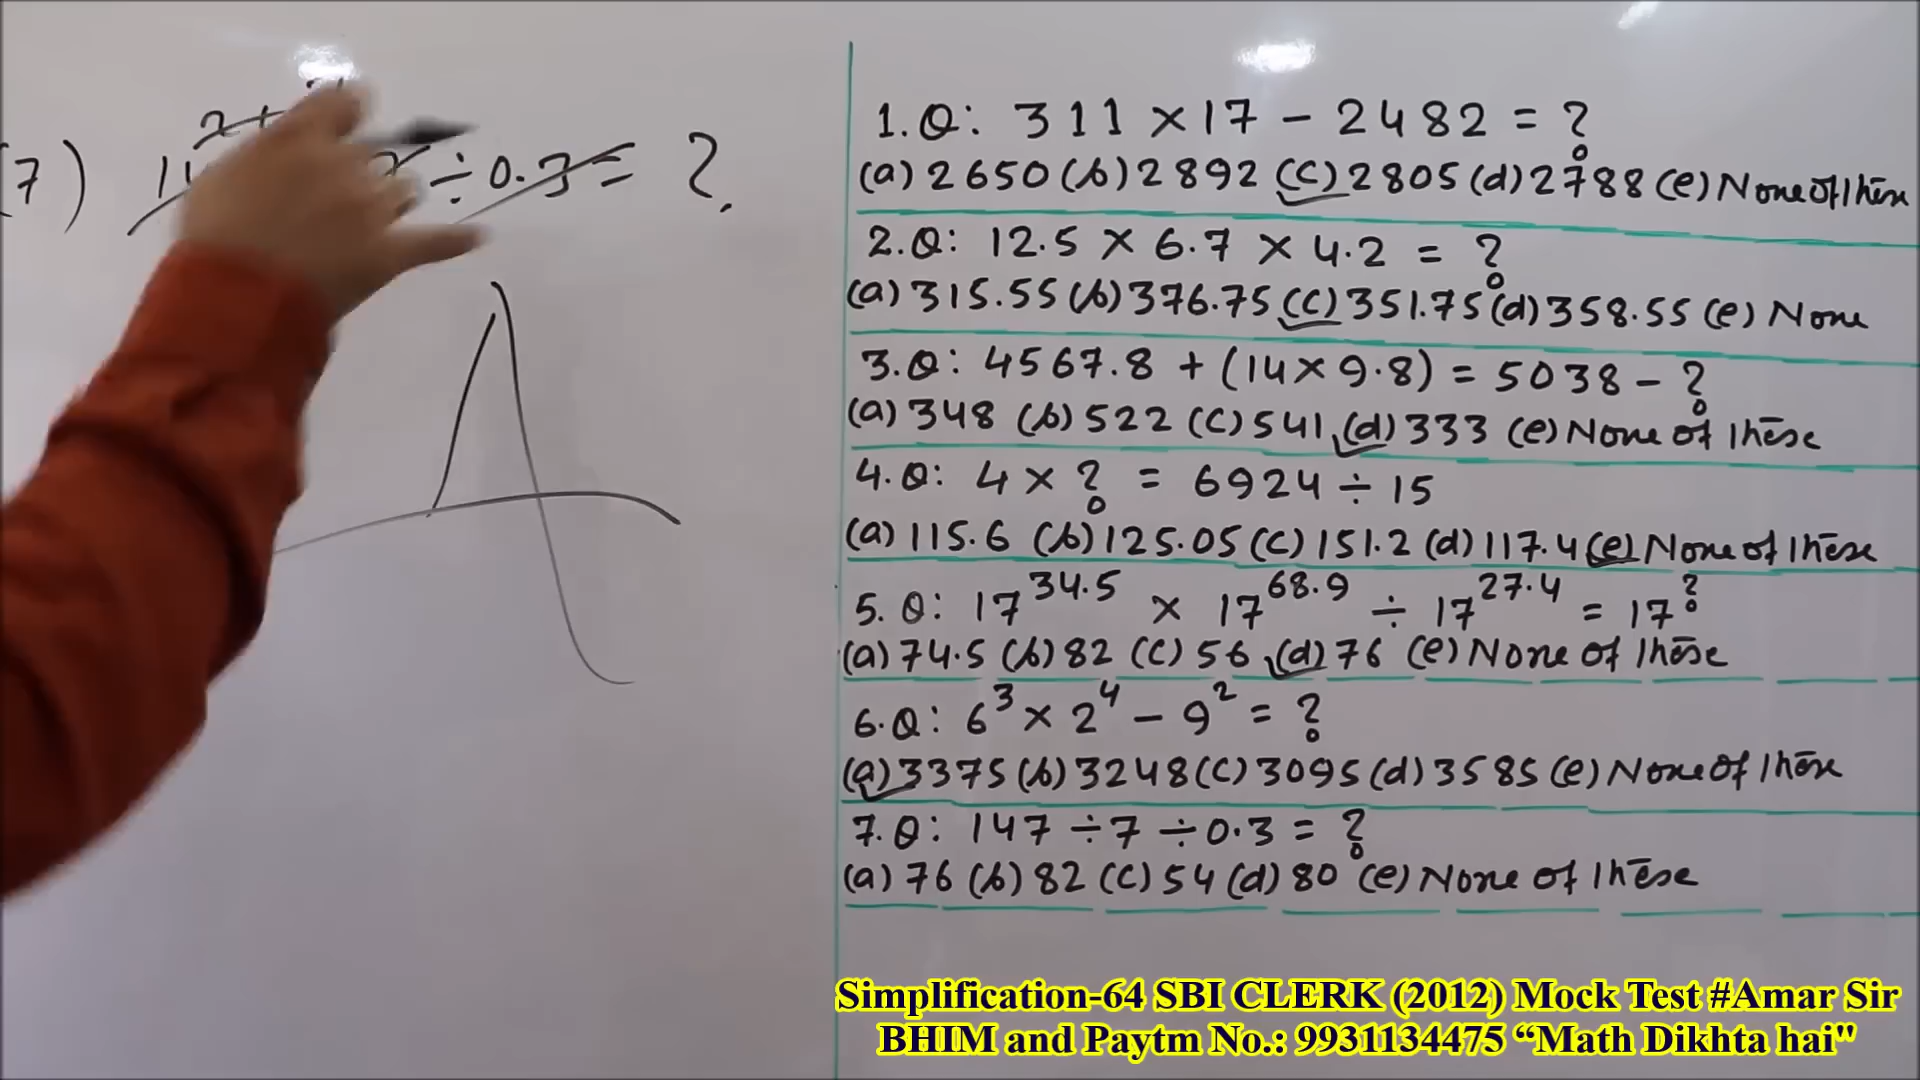 (7) ÷ 0.3 = ?
1.Q: 311 × 17 - 2482 = ?
(a) 2650 (b) 2892 (c) 2805 (d) 2788 (e) None of these
2.Q: 12.5 × 6.7 × 4.2 = ?
(a) 315.55 (b) 376.75 (c) 351.75 (d) 358.55 (e) None
3.Q: 4567.8 + (14 × 9.8) = 5038 - ?
(a) 348 (b) 522 (c) 541 (d) 333 (e) None of these
4.Q: 4 × ? = 6924 ÷ 15
(a) 115.6 (b) 125.05 (c) 151.2 (d) 117.4 (e) None of these
5.Q: 17^34.5 × 17^68.9 ÷ 17^27.4 = 17^?
(a) 74.5 (b) 82 (c) 56 (d) 76 (e) None of these
6.Q: 6^3 × 2^4 - 9^2 = ?
(a) 3375 (b) 3248 (c) 3095 (d) 3585 (e) None of these
7.Q: 147 ÷ 7 ÷ 0.3 = ?
(a) 76 (b) 82 (c) 54 (d) 80 (e) None of these
Simplification-64 SBI CLERK (2012) Mock Test #Amar Sir
BHIM and Paytm No.: 9931134475 “Math Dikhta hai"